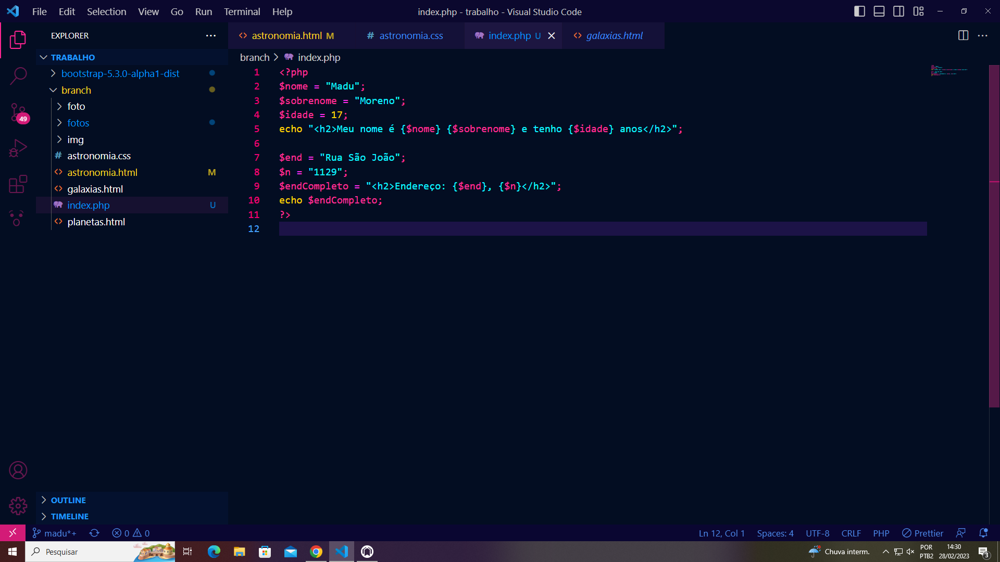 File Edit Selection View Go Run Terminal Help
index.php - trabalho - Visual Studio Code
EXPLORER
TRABALHO
bootstrap-5.3.0-alpha1-dist
branch
foto
fotos
img
# astronomia.css
<> astronomia.html M
<> galaxias.html
index.php U
<> planetas.html
49
OUTLINE
TIMELINE
<> astronomia.html M # astronomia.css index.php U <> galaxias.html
branch > index.php
1 <?php
2 $nome = "Madu";
3 $sobrenome = "Moreno";
4 $idade = 17;
5 echo "<h2>Meu nome é {$nome} {$sobrenome} e tenho {$idade} anos</h2>";
6
7 $end = "Rua São João";
8 $n = "1129";
9 $endCompleto = "<h2>Endereço: {$end}, {$n}</h2>";
10 echo $endCompleto;
11 ?>
12
madu*+ 0 0 Ln 12, Col 1 Spaces: 4 UTF-8 CRLF PHP Prettier
Pesquisar
Chuva interm.
POR
PTB2
14:30
28/02/2023
3